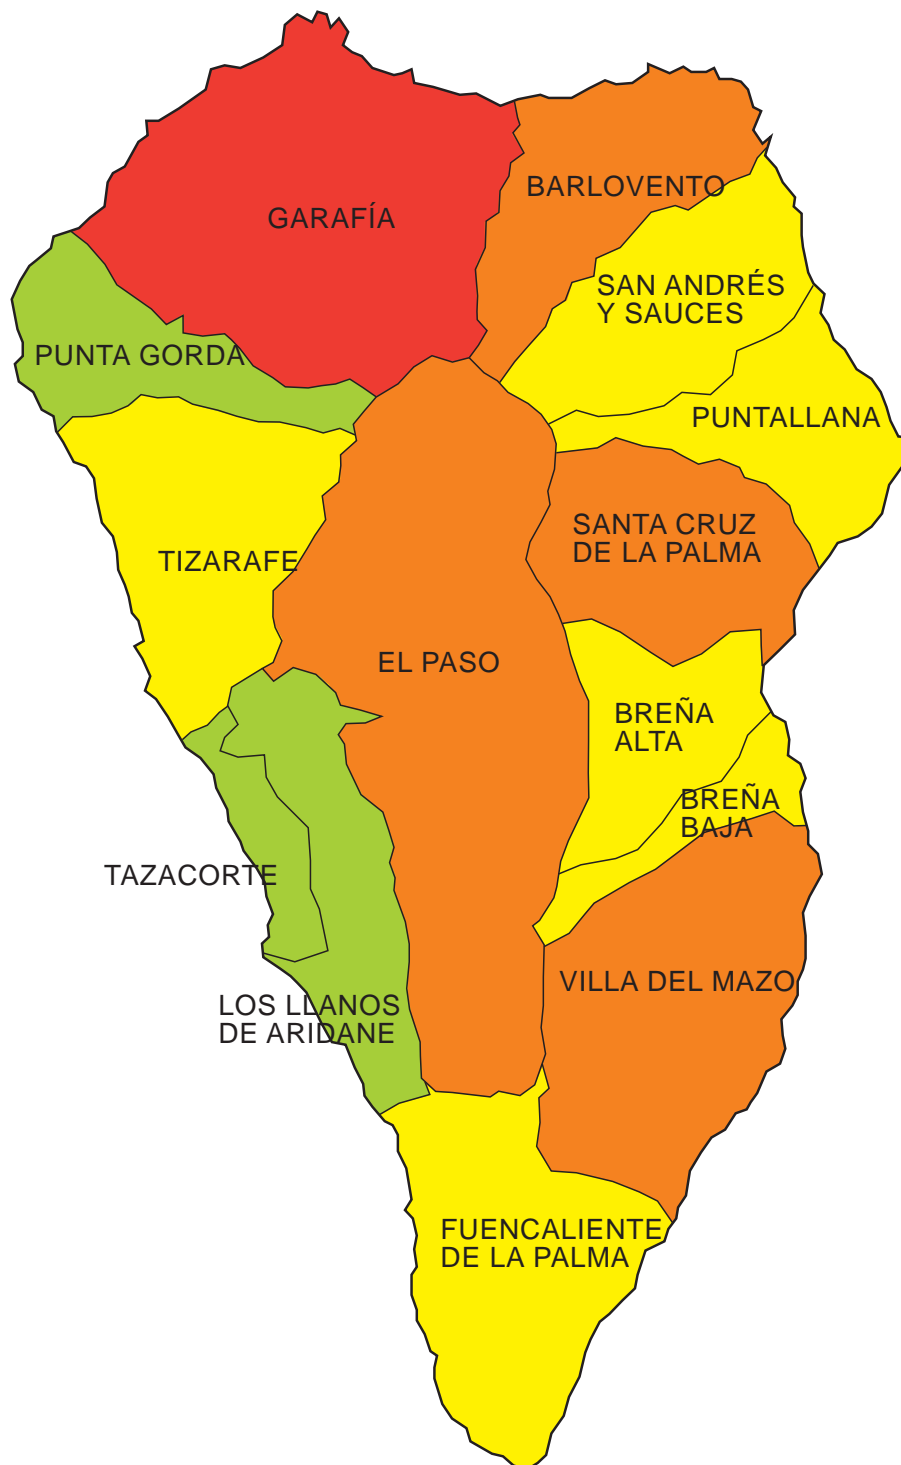 GARAFÍA
BARLOVENTO
SAN ANDRÉS
Y SAUCES
PUNTA GORDA
PUNTALLANA
SANTA CRUZ
DE LA PALMA
TIZARAFE
EL PASO
BREÑA
ALTA
BREÑA
BAJA
TAZACORTE
VILLA DEL MAZO
LOS LLANOS
DE ARIDANE
FUENCALIENTE
DE LA PALMA